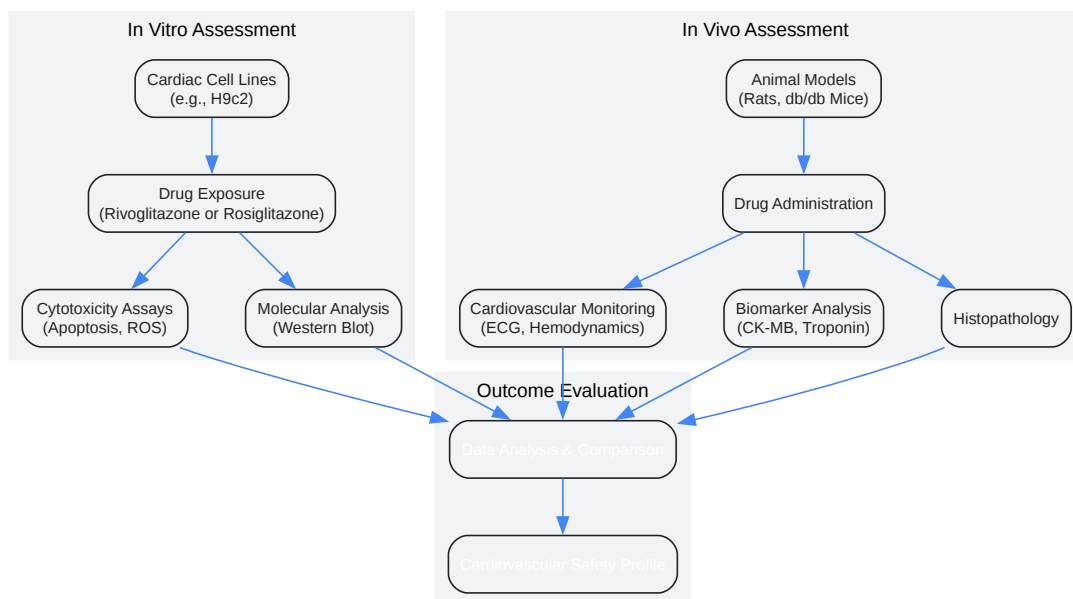 In Vitro Assessment
Cardiac Cell Lines
(e.g., H9c2)
Drug Exposure
(Rivoglitazone or Rosiglitazone)
Cytotoxicity Assays
(Apoptosis, ROS)
Molecular Analysis
(Western Blot)
In Vivo Assessment
Animal Models
(Rats, db/db Mice)
Drug Administration
Cardiovascular Monitoring
(ECG, Hemodynamics)
Biomarker Analysis
(CK-MB, Troponin)
Histopathology
Outcome Evaluation
Data Analysis & Comparison
Cardiovascular Safety Profile